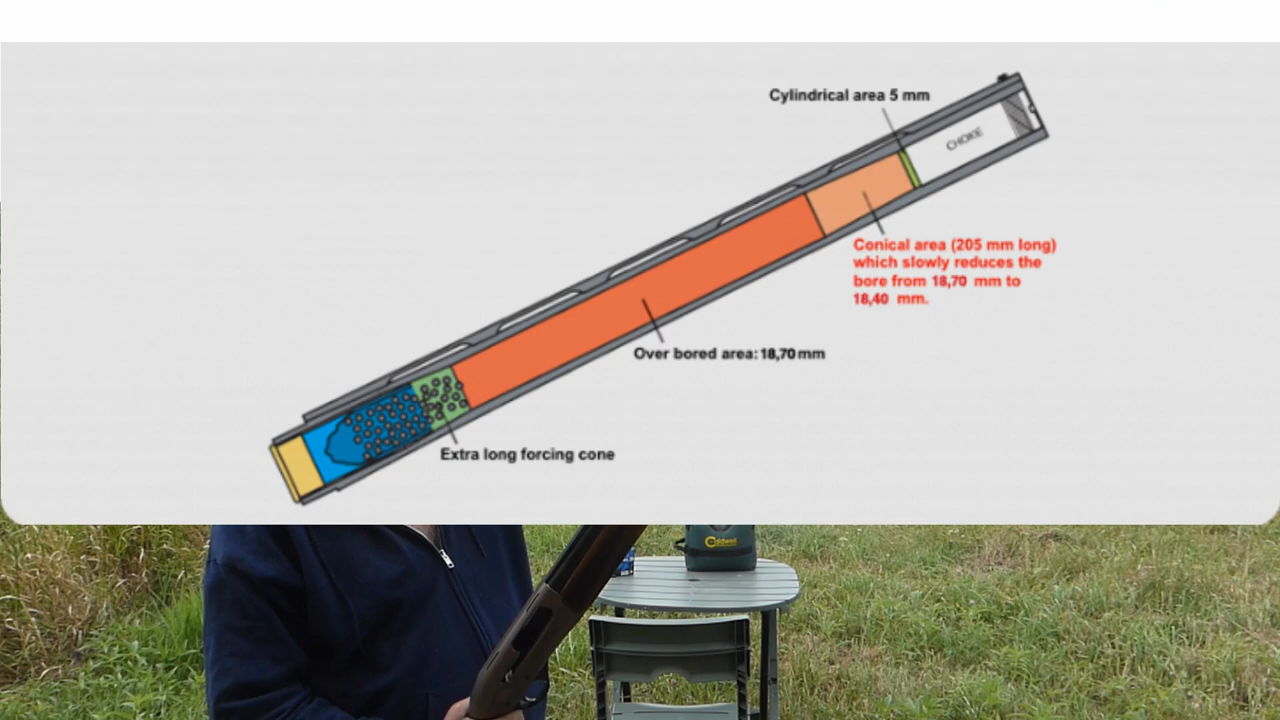 Cylindrical area 5 mm
CHOKE
Conical area (205 mm long)
which slowly reduces the
bore from 18,70 mm to
18,40 mm.
Over bored area: 18,70 mm
Extra long forcing cone
Caldwell